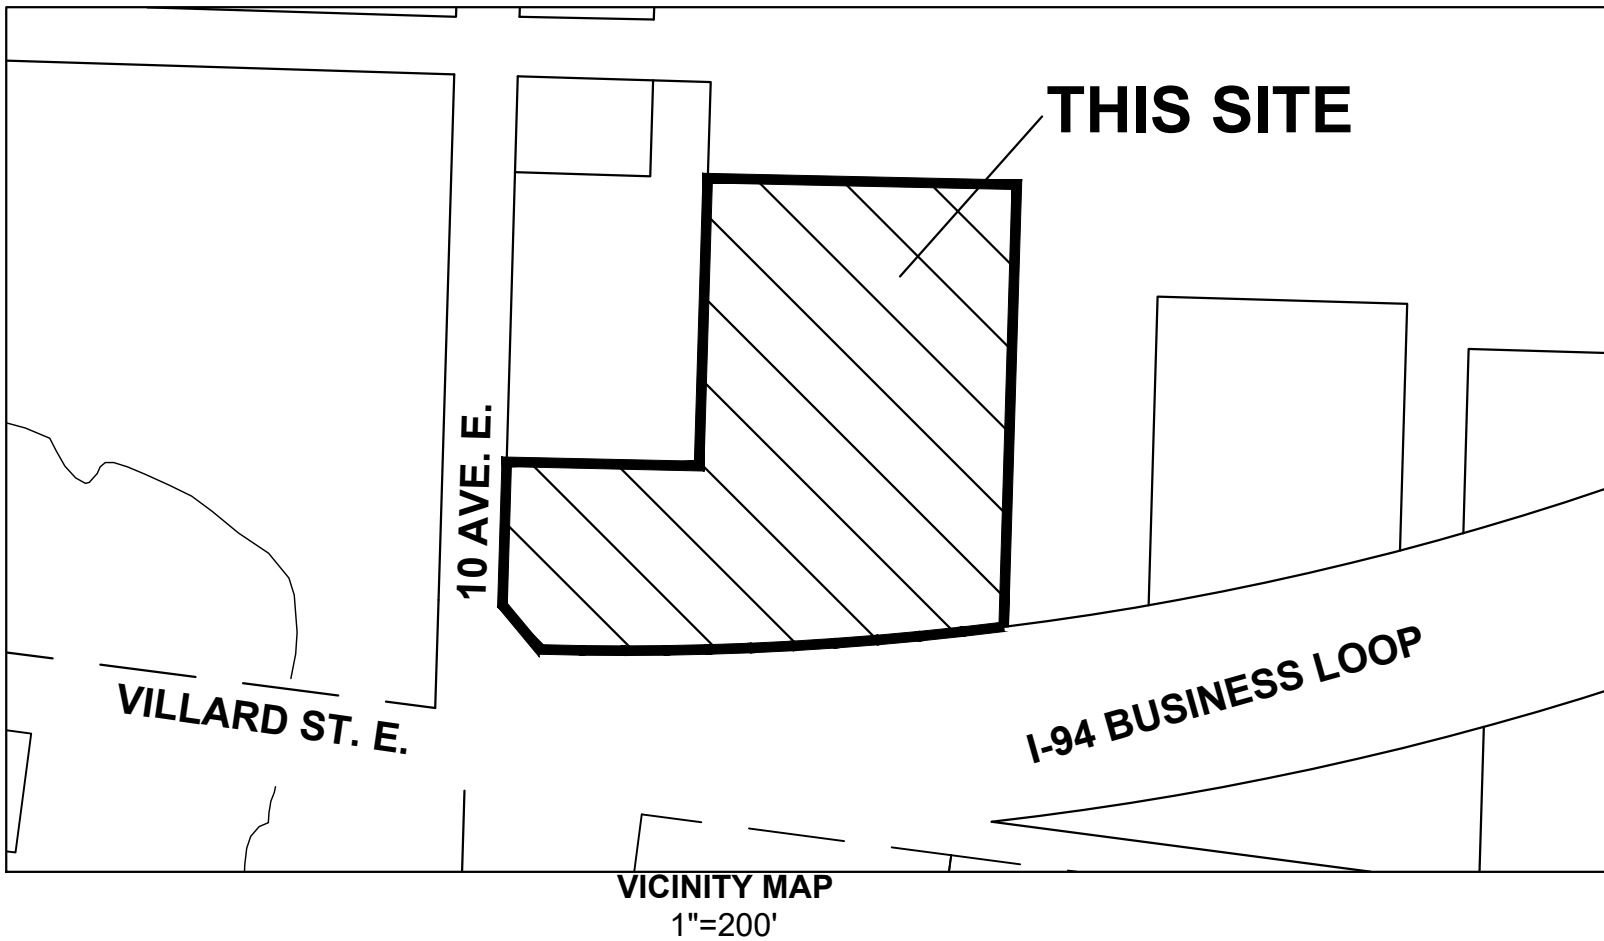 THIS SITE
10 AVE. E.
VILLARD ST. E.
I-94 BUSINESS LOOP
VICINITY MAP
1"=200'